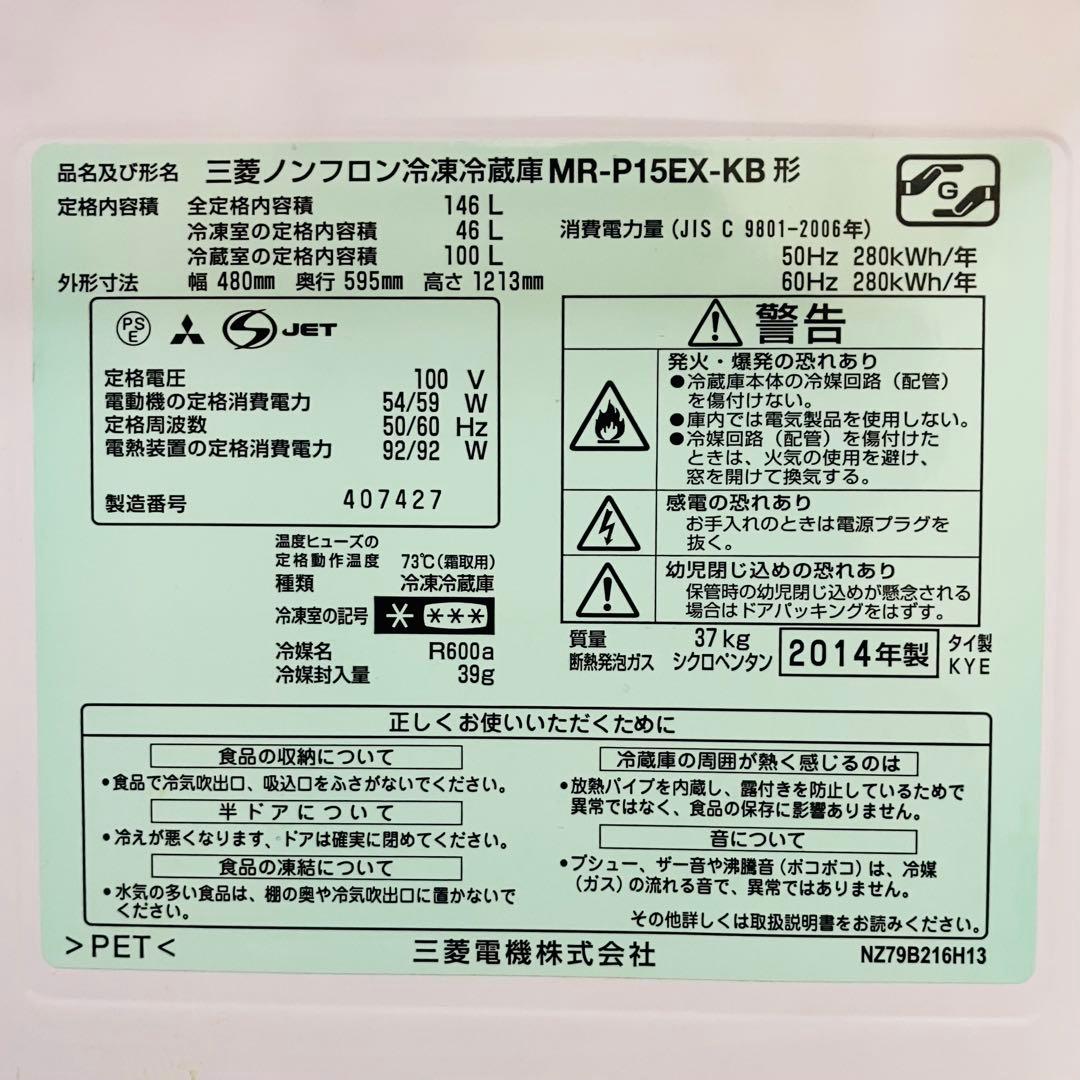 品名及び形名 三菱ノンフロン冷凍冷蔵庫 MR-P15EX-KB 形
定格内容積 全定格内容積 146 L
冷凍室の定格内容積 46 L
冷蔵室の定格内容積 100 L
外形寸法 幅 480mm 奥行 595mm 高さ 1213mm
G
消費電力量 (JIS C 9801-2006年)
50Hz 280kWh/年
60Hz 280kWh/年
PS E JET
定格電圧 100 V
電動機の定格消費電力 54/59 W
定格周波数 50/60 Hz
電熱装置の定格消費電力 92/92 W
製造番号 407427
温度ヒューズの
定格動作温度 73℃(霜取用)
種類 冷凍冷蔵庫
冷凍室の記号 * ***
冷媒名 R600a
冷媒封入量 39g
警告
発火・爆発の恐れあり
●冷蔵庫本体の冷媒回路（配管）
を傷付けない。
●庫内では電気製品を使用しない。
●冷媒回路（配管）を傷付けた
ときは、火気の使用を避け、
窓を開けて換気する。
感電の恐れあり
お手入れのときは電源プラグを
抜く。
幼児閉じ込めの恐れあり
保管時の幼児閉じ込めが懸念される
場合はドアパッキングをはずす。
質量 37kg
断熱発泡ガス シクロペンタン
2014年製
タイ製
KYE
正しくお使いいただくために
食品の収納について
•食品で冷気吹出口、吸込口をふさがないでください。
半ドアについて
•冷えが悪くなります、ドアは確実に閉めてください。
食品の凍結について
•水気の多い食品は、棚の奥や冷気吹出口に置かないで
ください。
冷蔵庫の周囲が熱く感じるのは
•放熱パイプを内蔵し、露付きを防止しているためで
異常ではなく、食品の保存に影響ありません。
音について
•プシュー、ザー音や沸騰音（ポコポコ）は、冷媒
（ガス）の流れる音で、異常ではありません。
その他詳しくは取扱説明書をお読みください。
>PET<
三菱電機株式会社
NZ79B216H13